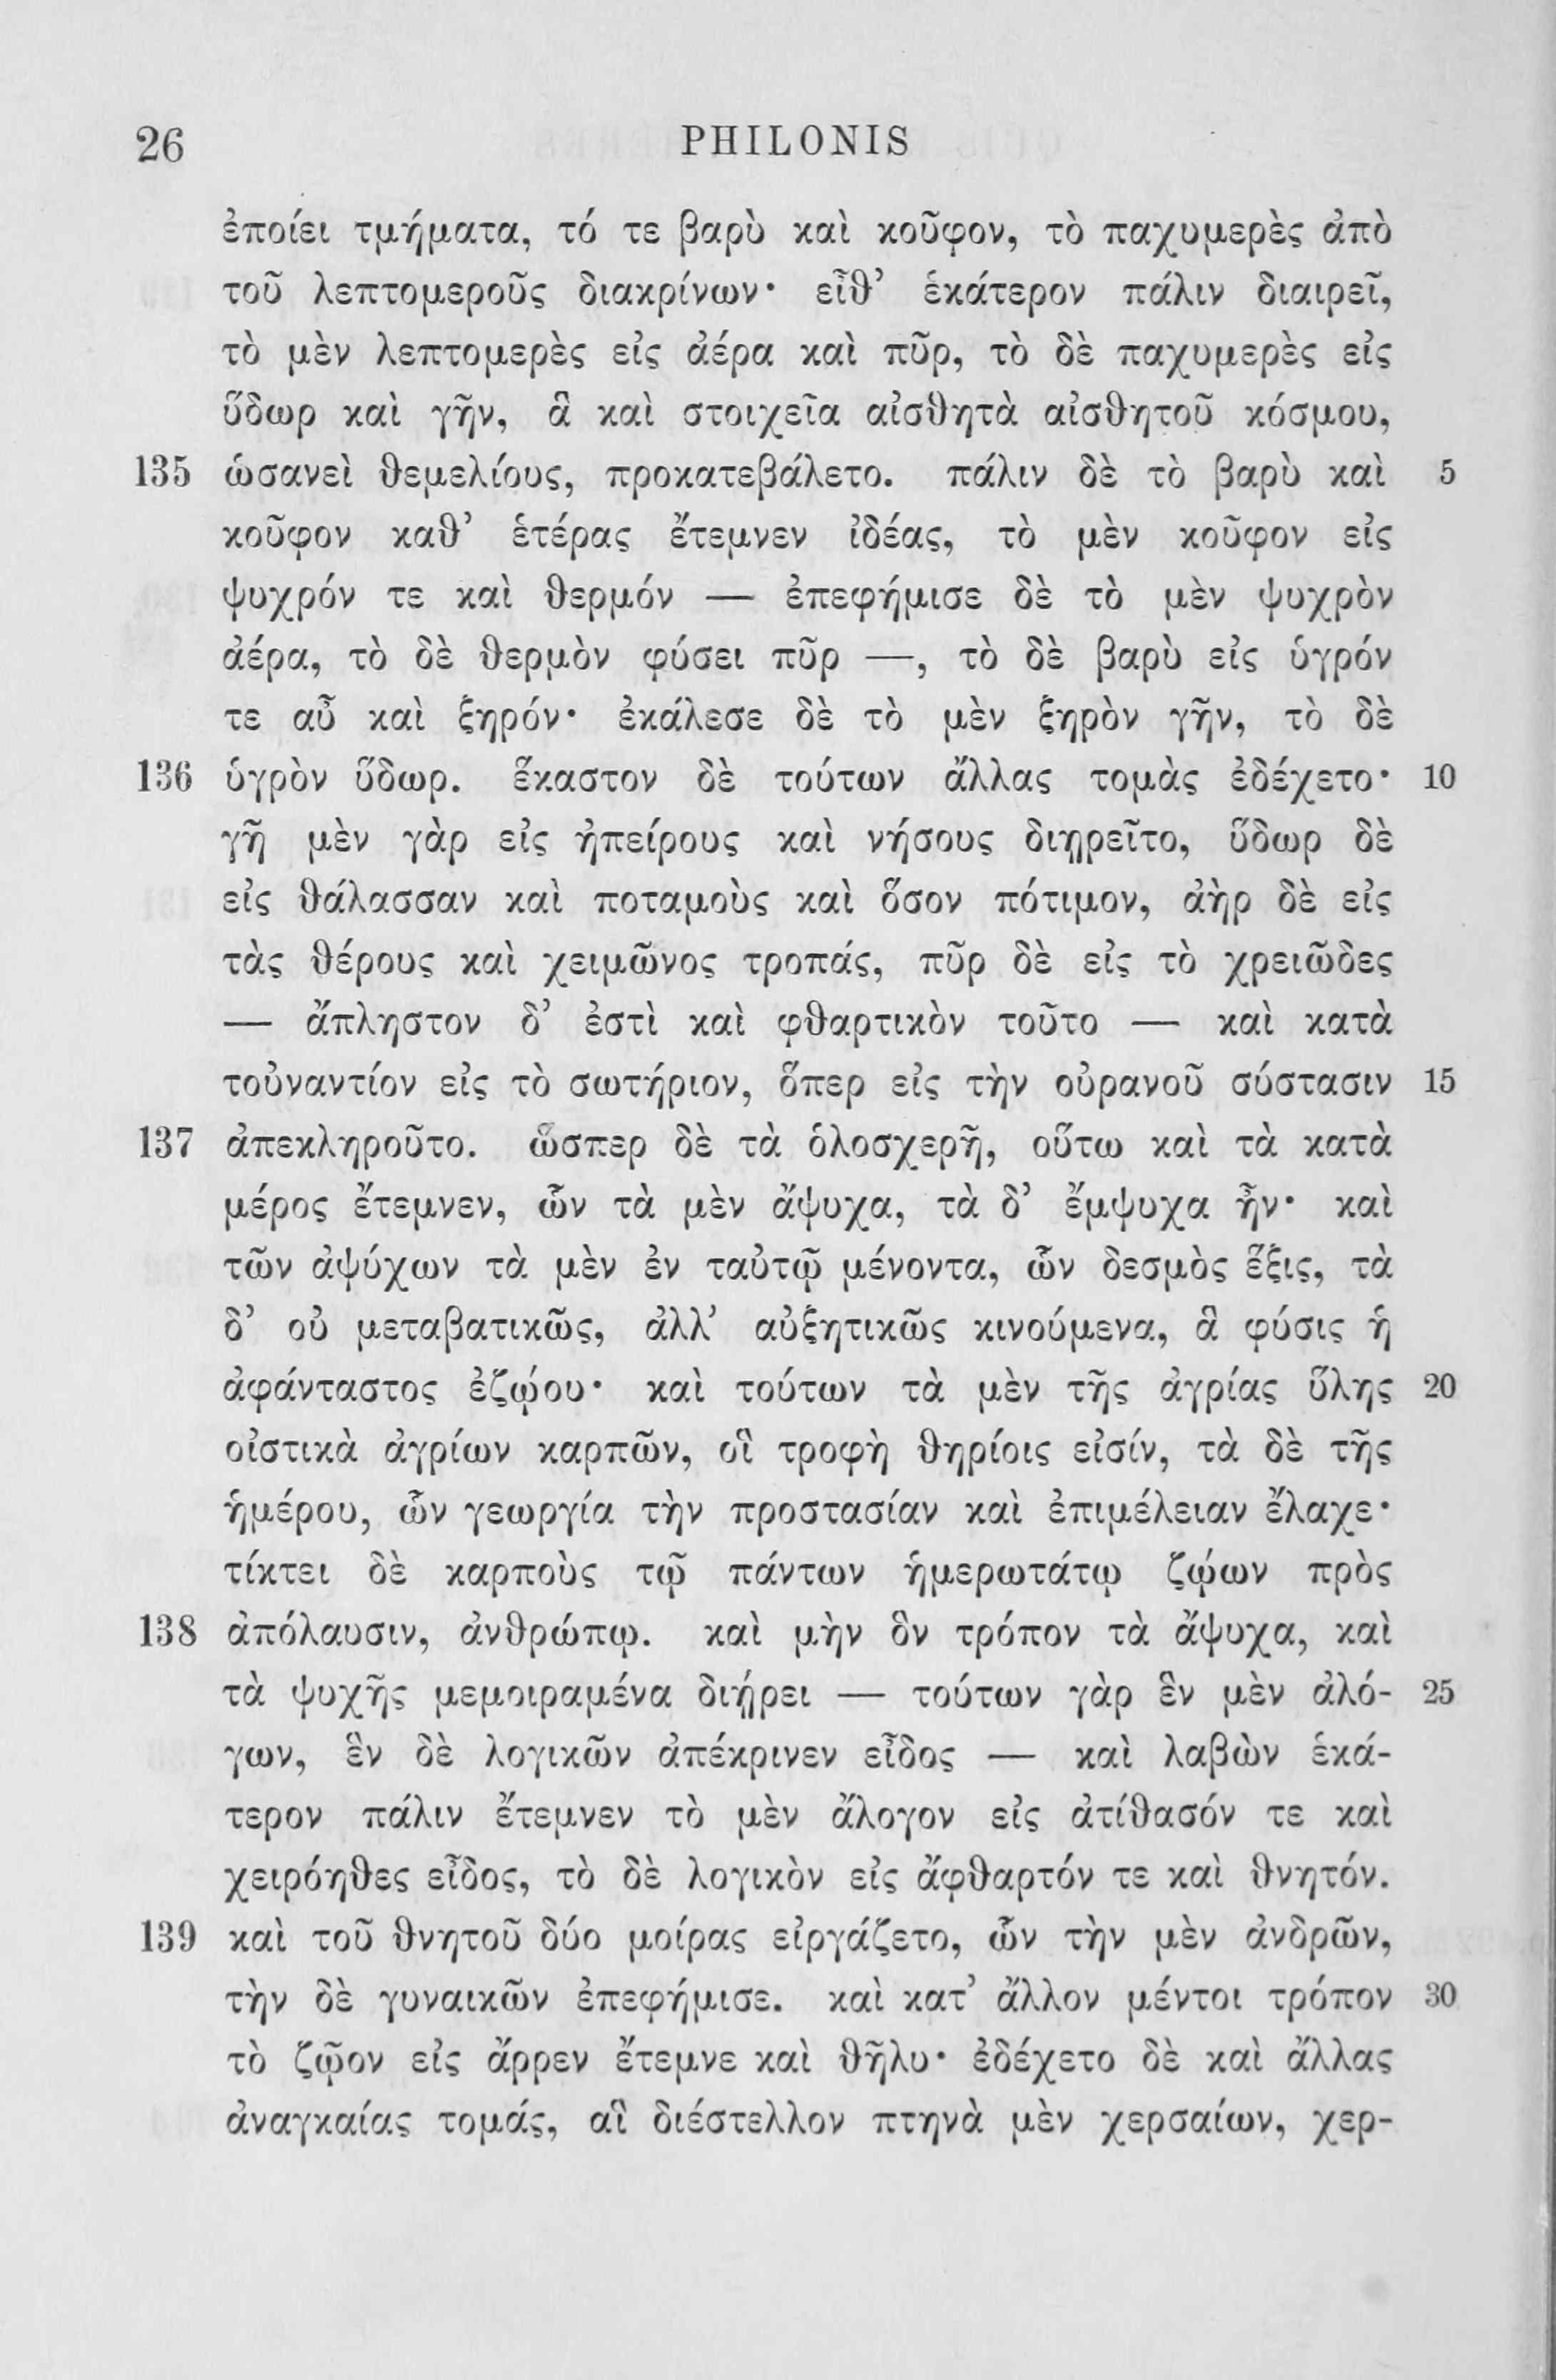 26 PHILONIS
ἐποίει τμήματα, τό τε βαρὺ καὶ κοῦφον, τὸ παχυμερὲς ἀπὸ
τοῦ λεπτομεροῦς διακρίνων· εἶθ’ ἑκάτερον πάλιν διαιρεῖ,
τὸ μὲν λεπτομερὲς εἰς ἀέρα καὶ πῦρ, τὸ δὲ παχυμερὲς εἰς
ὕδωρ καὶ γῆν, ἃ καὶ στοιχεῖα αἰσθητὰ αἰσθητοῦ κόσμου,
135 ὡσανεὶ θεμελίους, προκατεβάλετο. πάλιν δὲ τὸ βαρὺ καὶ 5
κοῦφον καθ’ ἑτέρας ἔτεμνεν ἰδέας, τὸ μὲν κοῦφον εἰς
ψυχρόν τε καὶ θερμόν — ἐπεφήμισε δὲ τὸ μὲν ψυχρὸν
ἀέρα, τὸ δὲ θερμὸν φύσει πῦρ —, τὸ δὲ βαρὺ εἰς ὑγρόν
τε αὖ καὶ ξηρόν· ἐκάλεσε δὲ τὸ μὲν ξηρὸν γῆν, τὸ δὲ
136 ὑγρὸν ὕδωρ. ἕκαστον δὲ τούτων ἄλλας τομὰς ἐδέχετο· 10
γῆ μὲν γὰρ εἰς ἠπείρους καὶ νήσους διῃρεῖτο, ὕδωρ δὲ
εἰς θάλασσαν καὶ ποταμοὺς καὶ ὅσον πότιμον, ἀὴρ δὲ εἰς
τὰς θέρους καὶ χειμῶνος τροπάς, πῦρ δὲ εἰς τὸ χρειῶδες
— ἄπληστον δ’ ἐστὶ καὶ φθαρτικὸν τοῦτο — καὶ κατὰ
τοὐναντίον εἰς τὸ σωτήριον, ὅπερ εἰς τὴν οὐρανοῦ σύστασιν 15
137 ἀπεκληροῦτο. ὥσπερ δὲ τὰ ὁλοσχερῆ, οὕτω καὶ τὰ κατὰ
μέρος ἔτεμνεν, ὧν τὰ μὲν ἄψυχα, τὰ δ’ ἔμψυχα ἦν· καὶ
τῶν ἀψύχων τὰ μὲν ἐν ταὐτῷ μένοντα, ὧν δεσμὸς ἕξις, τὰ
δ’ οὐ μεταβατικῶς, ἀλλ’ αὐξητικῶς κινούμενα, ἃ φύσις ἡ
ἀφάνταστος ἐζῴου· καὶ τούτων τὰ μὲν τῆς ἀγρίας ὕλης 20
οἰστικὰ ἀγρίων καρπῶν, οἳ τροφὴ θηρίοις εἰσίν, τὰ δὲ τῆς
ἡμέρου, ὧν γεωργία τὴν προστασίαν καὶ ἐπιμέλειαν ἔλαχε·
τίκτει δὲ καρποὺς τῷ πάντων ἡμερωτάτῳ ζῴων πρὸς
138 ἀπόλαυσιν, ἀνθρώπῳ. καὶ μὴν ὃν τρόπον τὰ ἄψυχα, καὶ
τὰ ψυχῆς μεμοιραμένα διῄρει — τούτων γὰρ ἓν μὲν ἀλό- 25
γων, ἓν δὲ λογικῶν ἀπέκρινεν εἶδος — καὶ λαβὼν ἑκά-
τερον πάλιν ἔτεμνεν τὸ μὲν ἄλογον εἰς ἀτίθασόν τε καὶ
χειρόηθες εἶδος, τὸ δὲ λογικὸν εἰς ἄφθαρτόν τε καὶ θνητόν.
139 καὶ τοῦ θνητοῦ δύο μοίρας εἰργάζετο, ὧν τὴν μὲν ἀνδρῶν,
τὴν δὲ γυναικῶν ἐπεφήμισε. καὶ κατ’ ἄλλον μέντοι τρόπον 30
τὸ ζῷον εἰς ἄρρεν ἔτεμνε καὶ θῆλυ· ἐδέχετο δὲ καὶ ἄλλας
ἀναγκαίας τομάς, αἳ διέστελλον πτηνὰ μὲν χερσαίων, χερ-